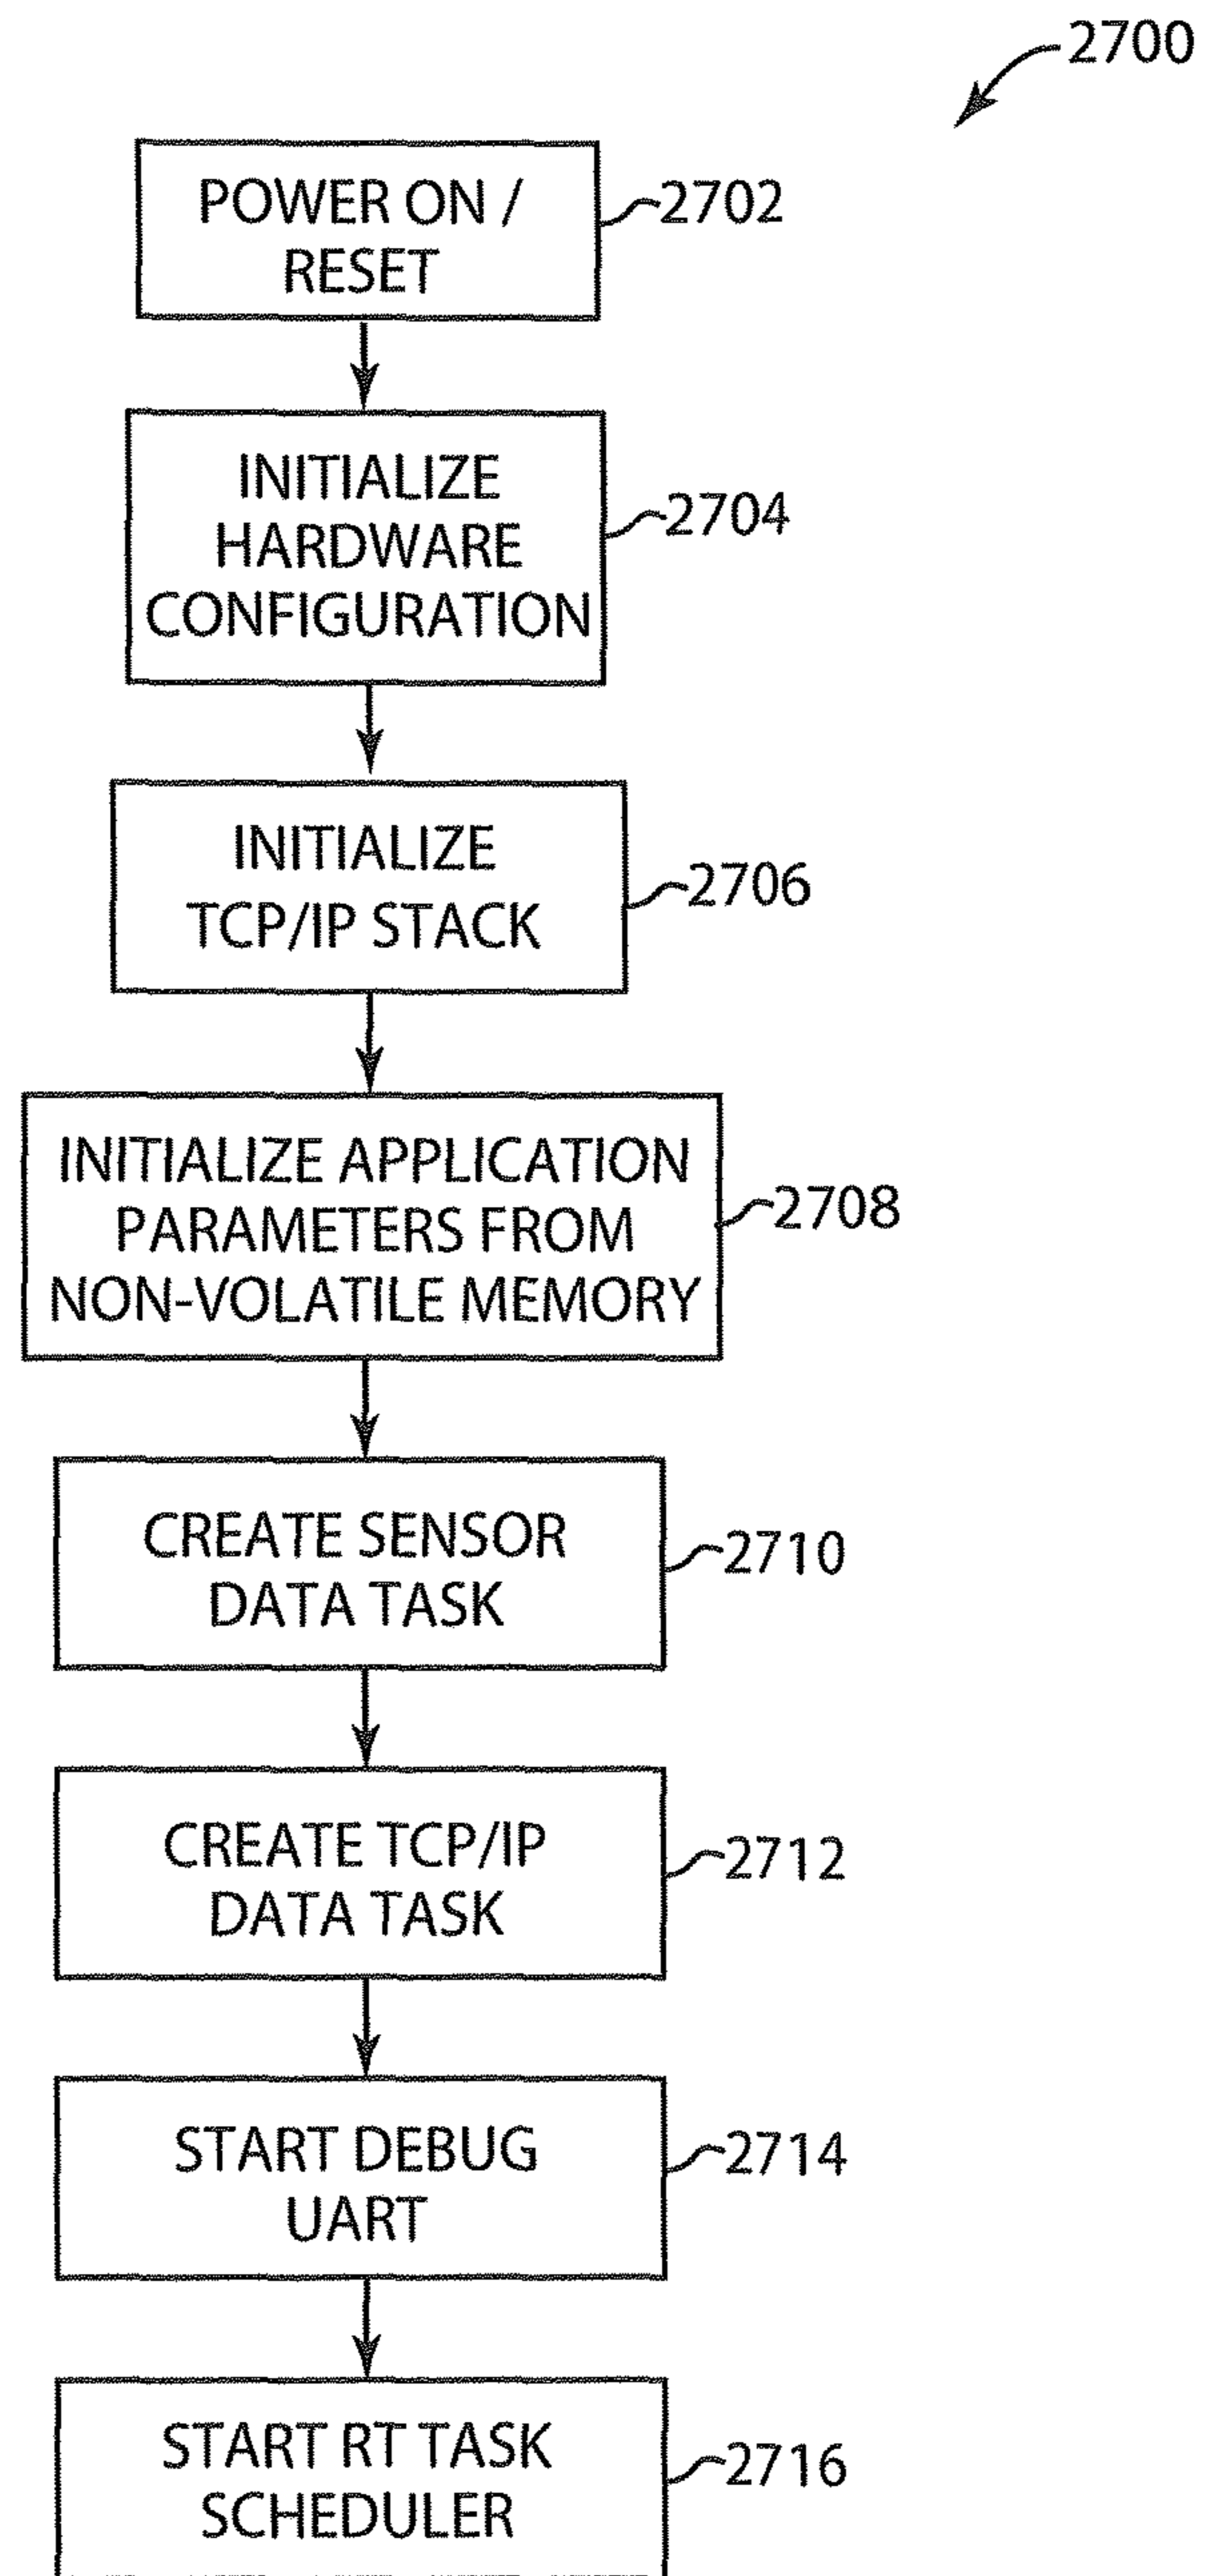 2700
POWER ON /
RESET
2702
INITIALIZE
HARDWARE
CONFIGURATION
2704
INITIALIZE
TCP/IP STACK
2706
INITIALIZE APPLICATION
PARAMETERS FROM
NON-VOLATILE MEMORY
2708
CREATE SENSOR
DATA TASK
2710
CREATE TCP/IP
DATA TASK
2712
START DEBUG
UART
2714
START RT TASK
SCHEDULER
2716